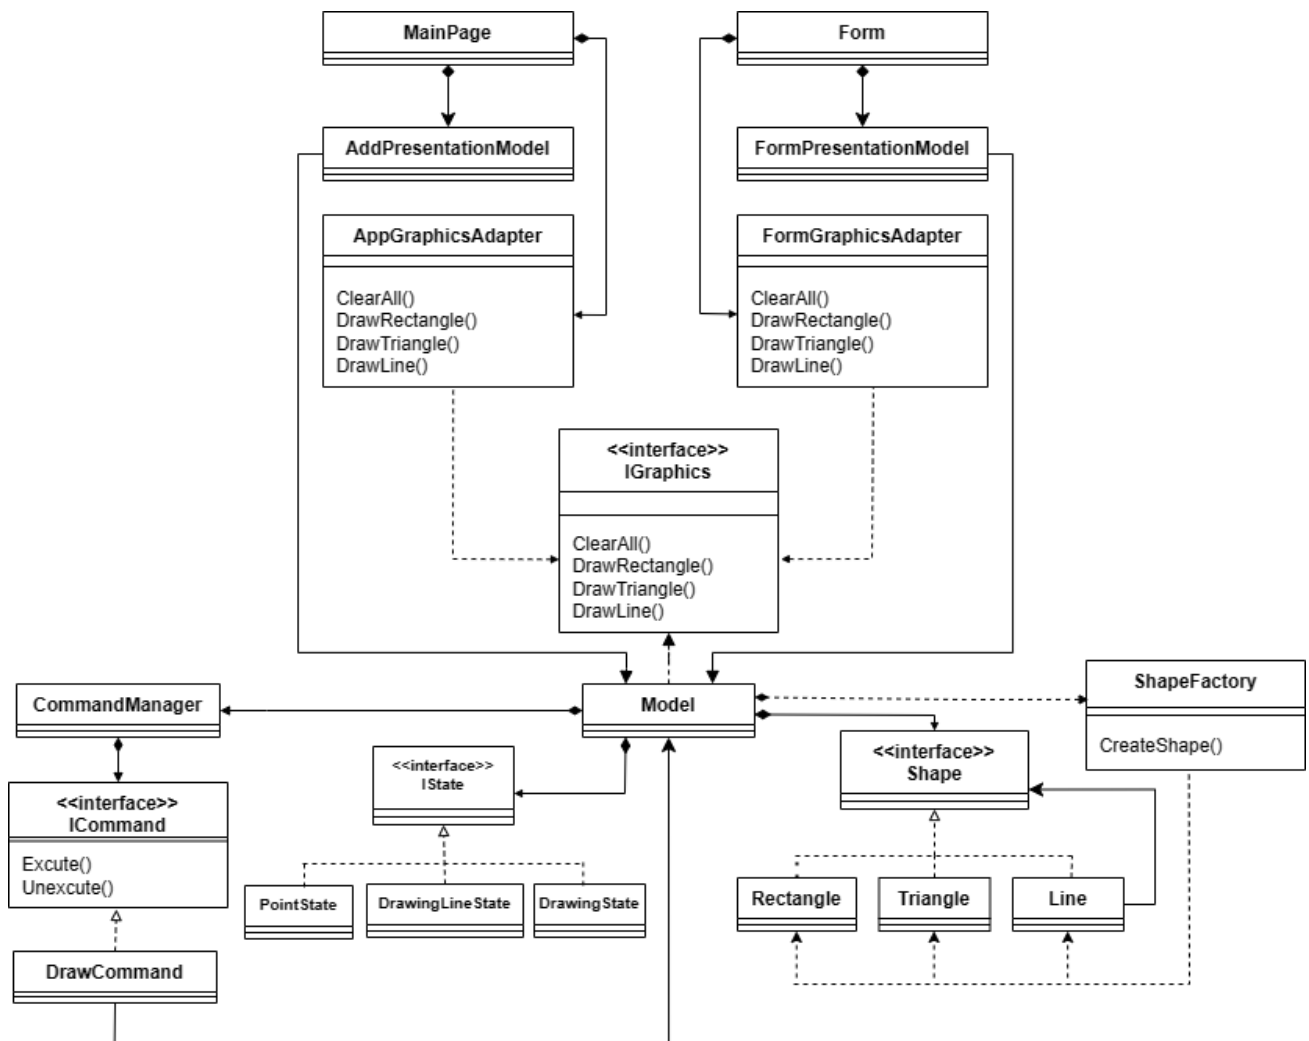 MainPage
Form
AddPresentationModel
FormPresentationModel
AppGraphicsAdapter
ClearAll()
DrawRectangle()
DrawTriangle()
DrawLine()
FormGraphicsAdapter
ClearAll()
DrawRectangle()
DrawTriangle()
DrawLine()
<<interface>>
IGraphics
ClearAll()
DrawRectangle()
DrawTriangle()
DrawLine()
CommandManager
Model
ShapeFactory
CreateShape()
<<interface>>
IState
<<interface>>
Shape
<<interface>>
ICommand
Excute()
Unexcute()
PointState
DrawingLineState
DrawingState
Rectangle
Triangle
Line
DrawCommand